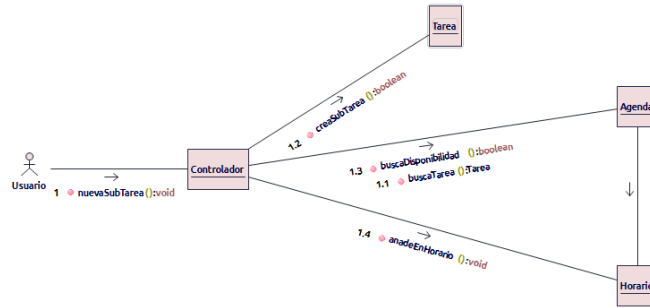 Tarea
1.2 creaSubTarea ():boolean
Agenda
Usuario
1 nuevaSubTarea():void
Controlador
1.3 buscaDisponibilidad ():boolean
1.1 buscaTarea ():Tarea
1.4 anadeEnHorario ():void
Horario